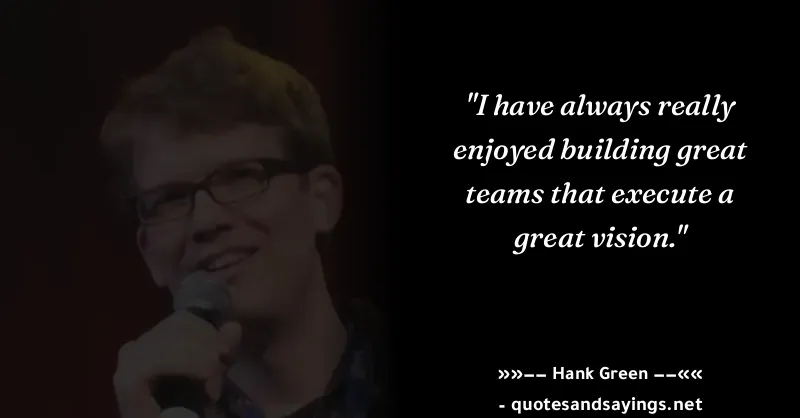 "I have always really
enjoyed building great
teams that execute a
great vision."
»»−− Hank Green −−««
- quotesandsayings.net